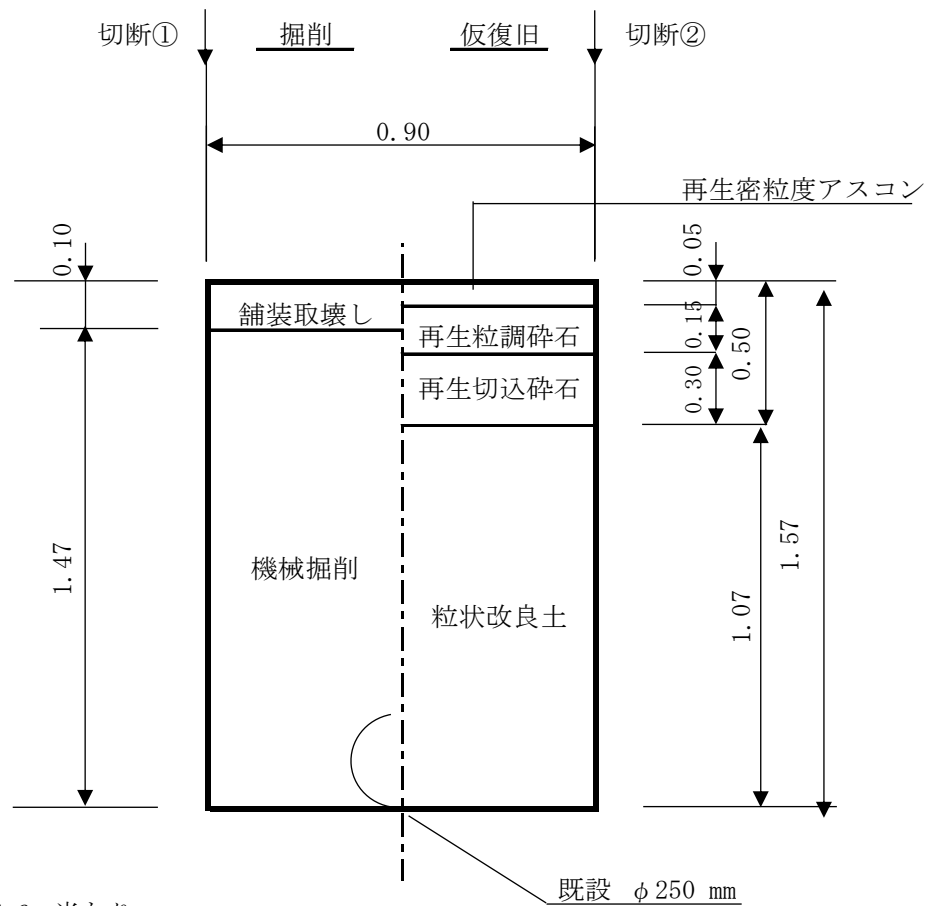 切断①
掘削
仮復旧
切断②
0.90
再生密粒度アスコン
0.10
0.05
舗装取壊し
再生粒調砕石
0.15
0.50
再生切込砕石
0.30
1.47
機械掘削
粒状改良土
1.07
1.57
既設 φ250 mm